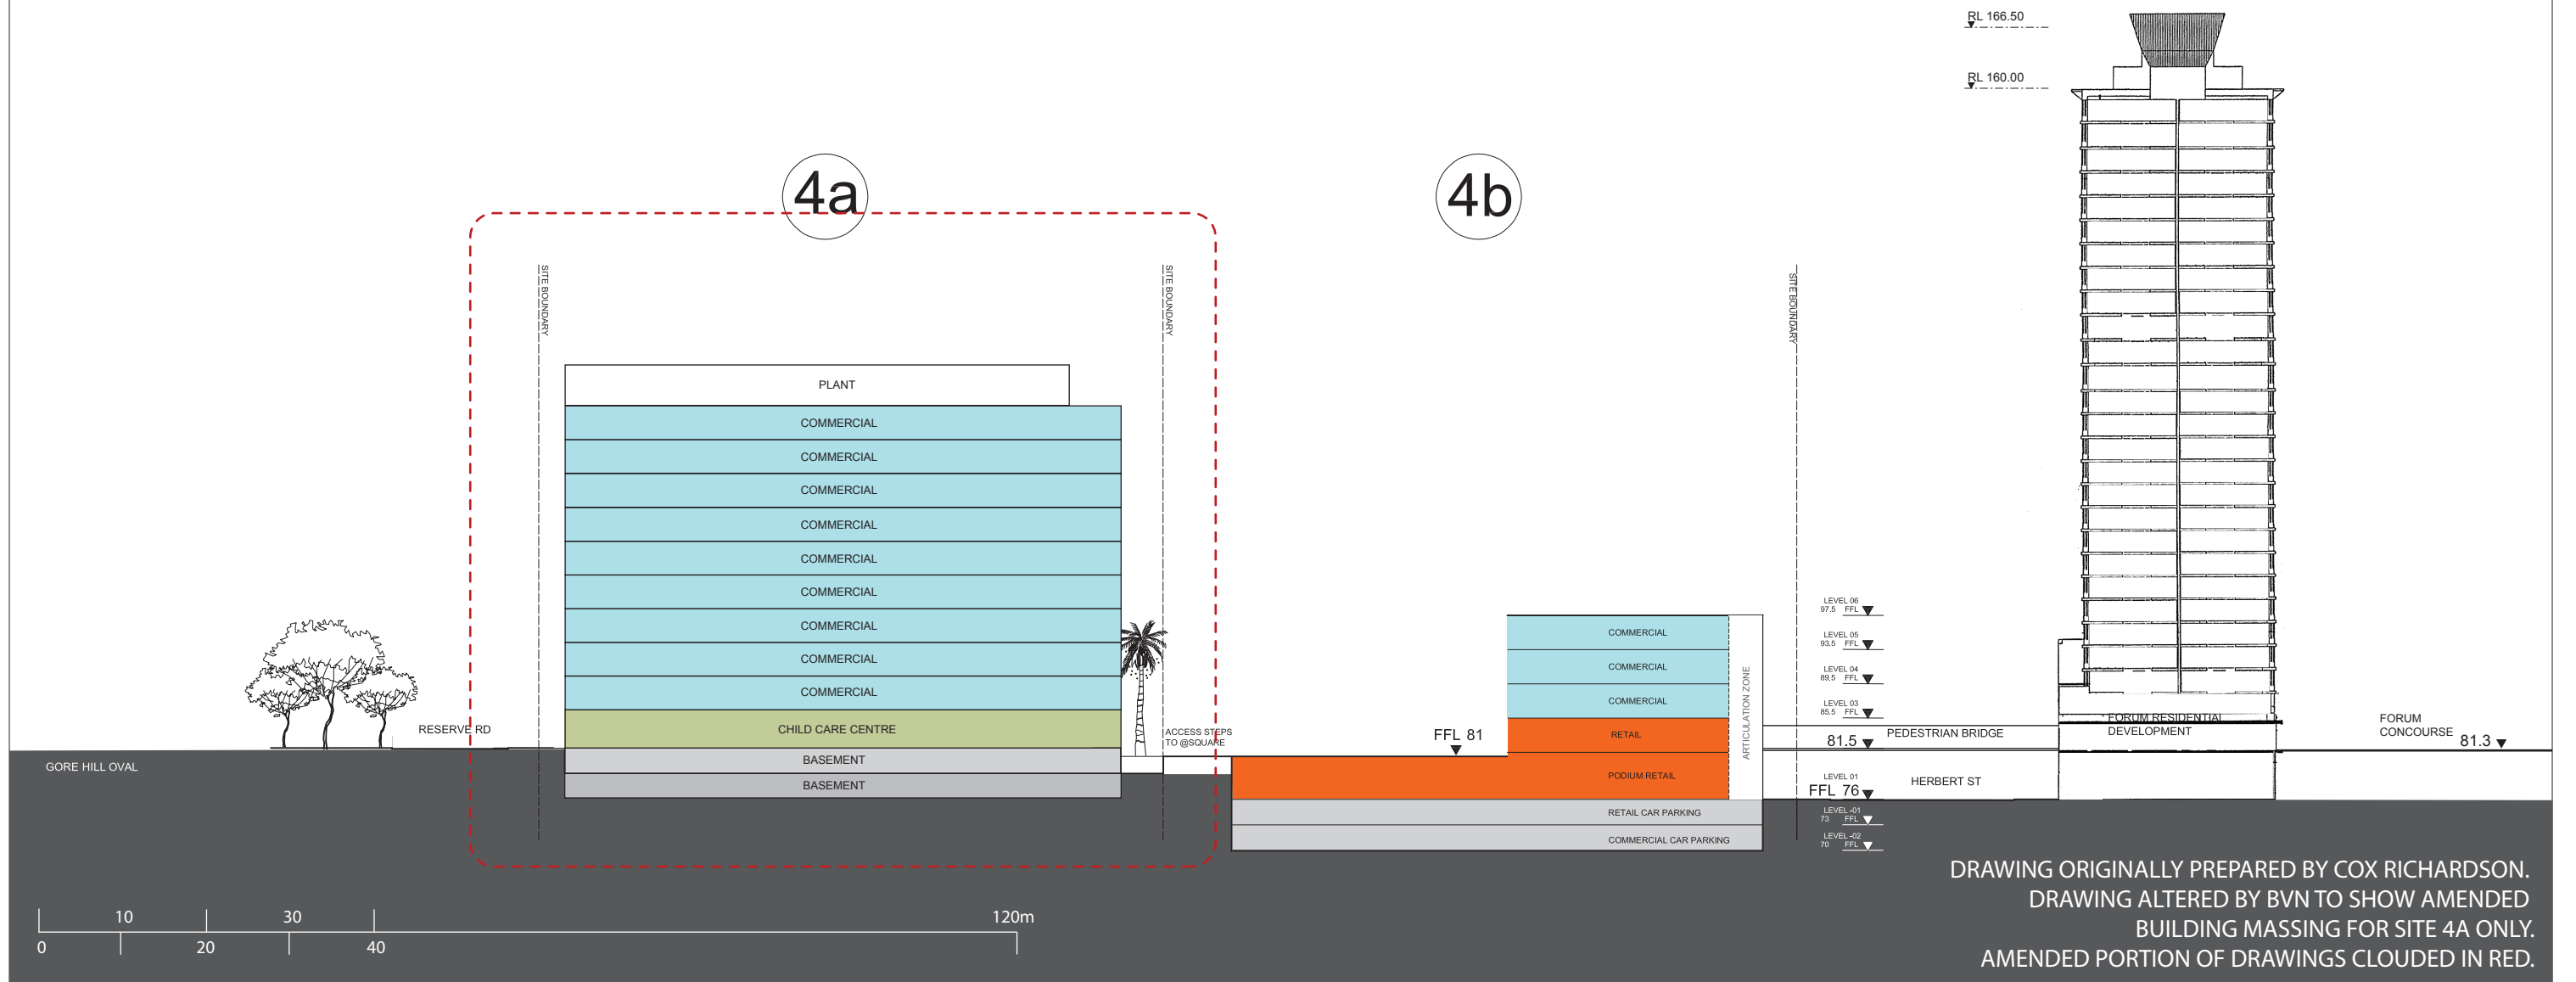 RL 166.50
RL 160.00
4a
4b
SITE BOUNDARY
SITE BOUNDARY
SITE BOUNDARY
PLANT
COMMERCIAL
COMMERCIAL
COMMERCIAL
COMMERCIAL
COMMERCIAL
COMMERCIAL
COMMERCIAL
COMMERCIAL
COMMERCIAL
CHILD CARE CENTRE
BASEMENT
BASEMENT
RESERVE RD
GORE HILL OVAL
ACCESS STEPS
TO @SQUARE
FFL 81
COMMERCIAL
COMMERCIAL
COMMERCIAL
RETAIL
PODIUM RETAIL
RETAIL CAR PARKING
COMMERCIAL CAR PARKING
ARTICULATION ZONE
LEVEL 06
97.5 FFL
LEVEL 05
93.5 FFL
LEVEL 04
89.5 FFL
LEVEL 03
85.5 FFL
81.5
PEDESTRIAN BRIDGE
LEVEL 01
FFL 76
HERBERT ST
LEVEL -01
73 FFL
LEVEL -02
70 FFL
FORUM RESIDENTIAL
DEVELOPMENT
FORUM
CONCOURSE
81.3
10 30 120m
0 20 40
DRAWING ORIGINALLY PREPARED BY COX RICHARDSON.
DRAWING ALTERED BY BVN TO SHOW AMENDED
BUILDING MASSING FOR SITE 4A ONLY.
AMENDED PORTION OF DRAWINGS CLOUDED IN RED.